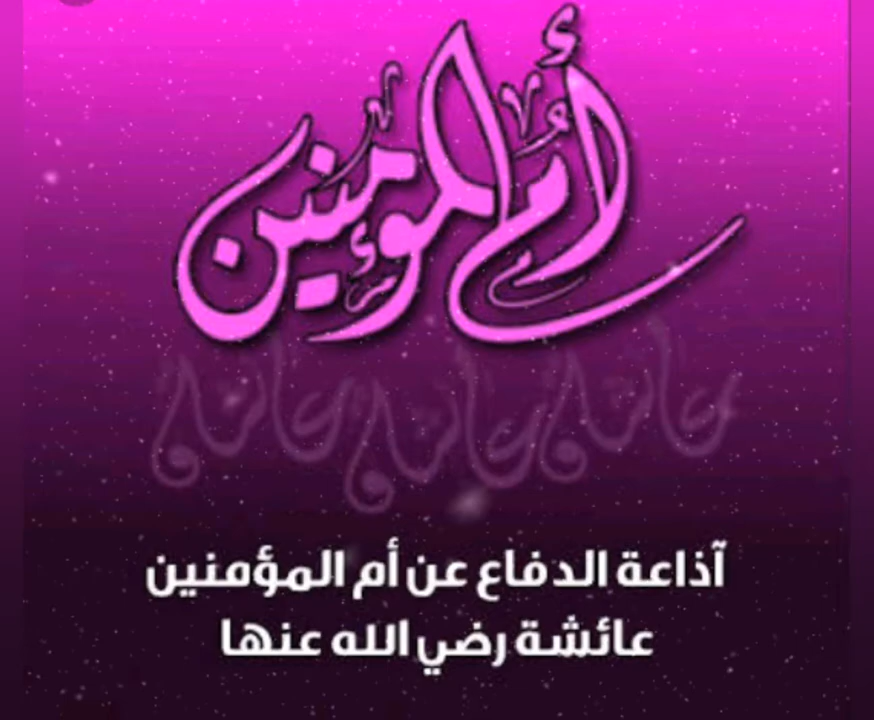 أم المؤمنين
عائشة عائشة عائشة
آذاعة الدفاع عن أم المؤمنين
عائشة رضي الله عنها